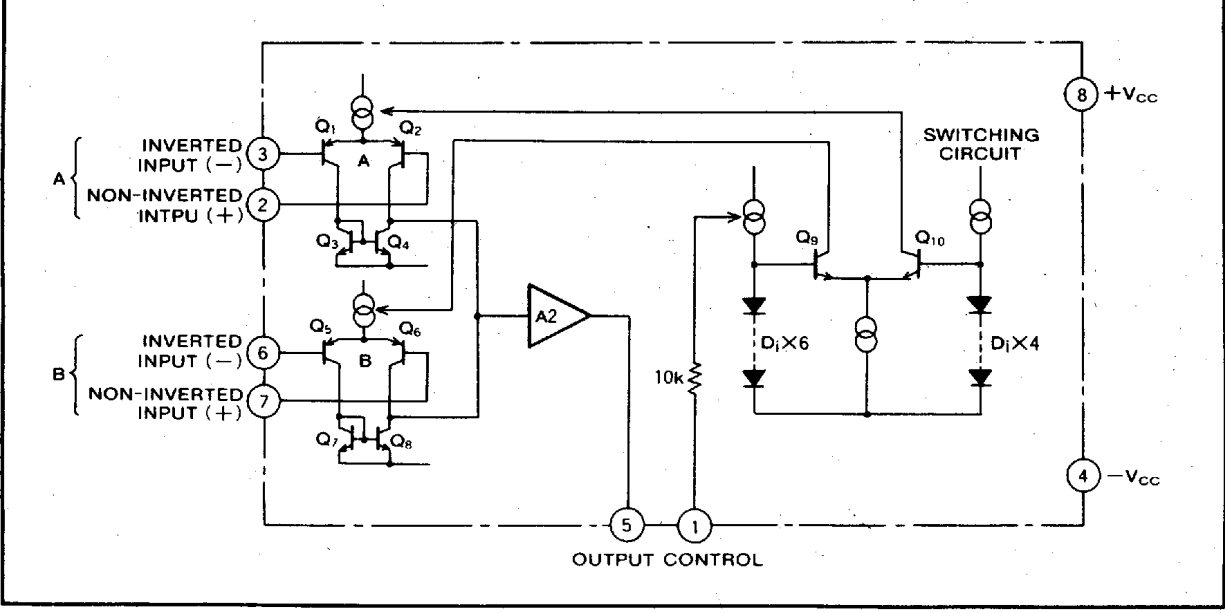 8
+VCC
SWITCHING
CIRCUIT
Q1
Q2
A
INVERTED
INPUT (—)
3
A
NON-INVERTED
INTPU (+)
2
Q3
Q4
Q9
Q10
Q5
Q6
B
INVERTED
INPUT (—)
6
B
NON-INVERTED
INPUT (+)
7
Q7
Q8
A2
10k
Di×6
Di×4
4
—VCC
5
1
OUTPUT CONTROL